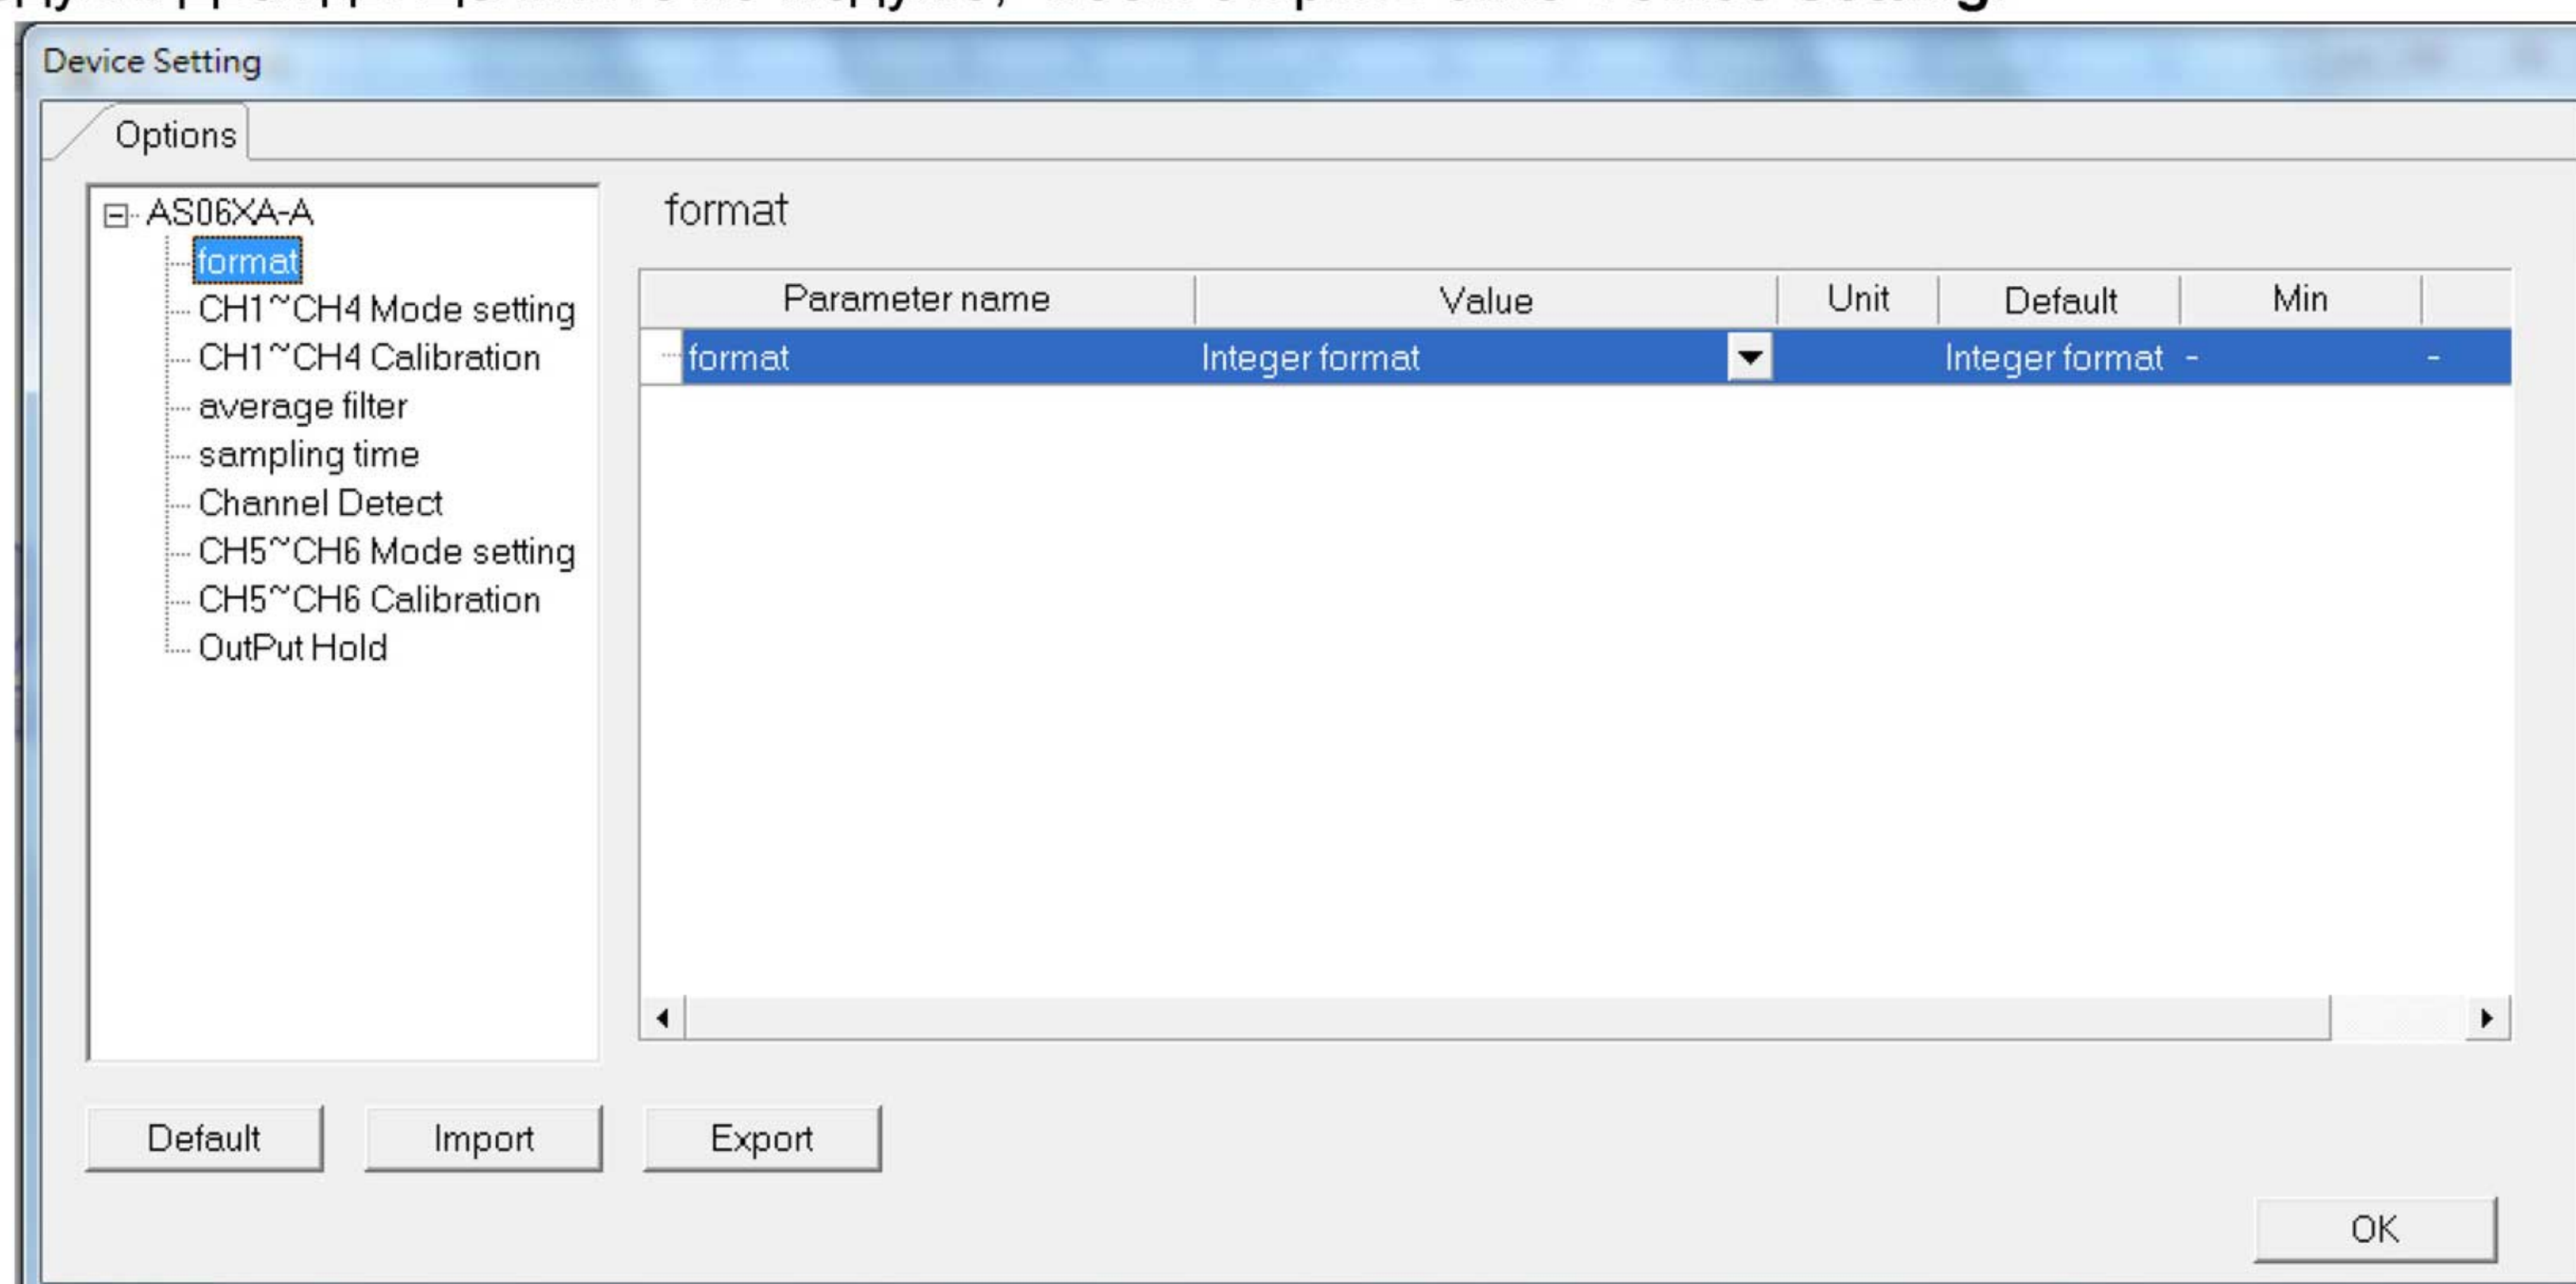 Device Setting
Options
AS06XA-A
format
CH1~CH4 Mode setting
CH1~CH4 Calibration
average filter
sampling time
Channel Detect
CH5~CH6 Mode setting
CH5~CH6 Calibration
OutPut Hold
format
Parameter name Value Unit Default Min
format Integer format Integer format - -
Default Import Export
OK